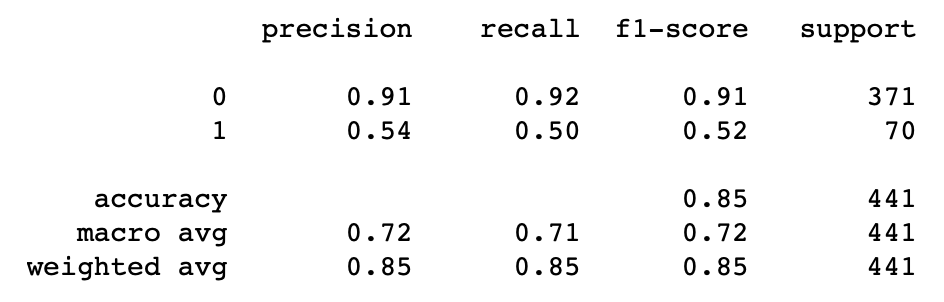 precision recall f1-score support
0 0.91 0.92 0.91 371
1 0.54 0.50 0.52 70
accuracy 0.85 441
macro avg 0.72 0.71 0.72 441
weighted avg 0.85 0.85 0.85 441